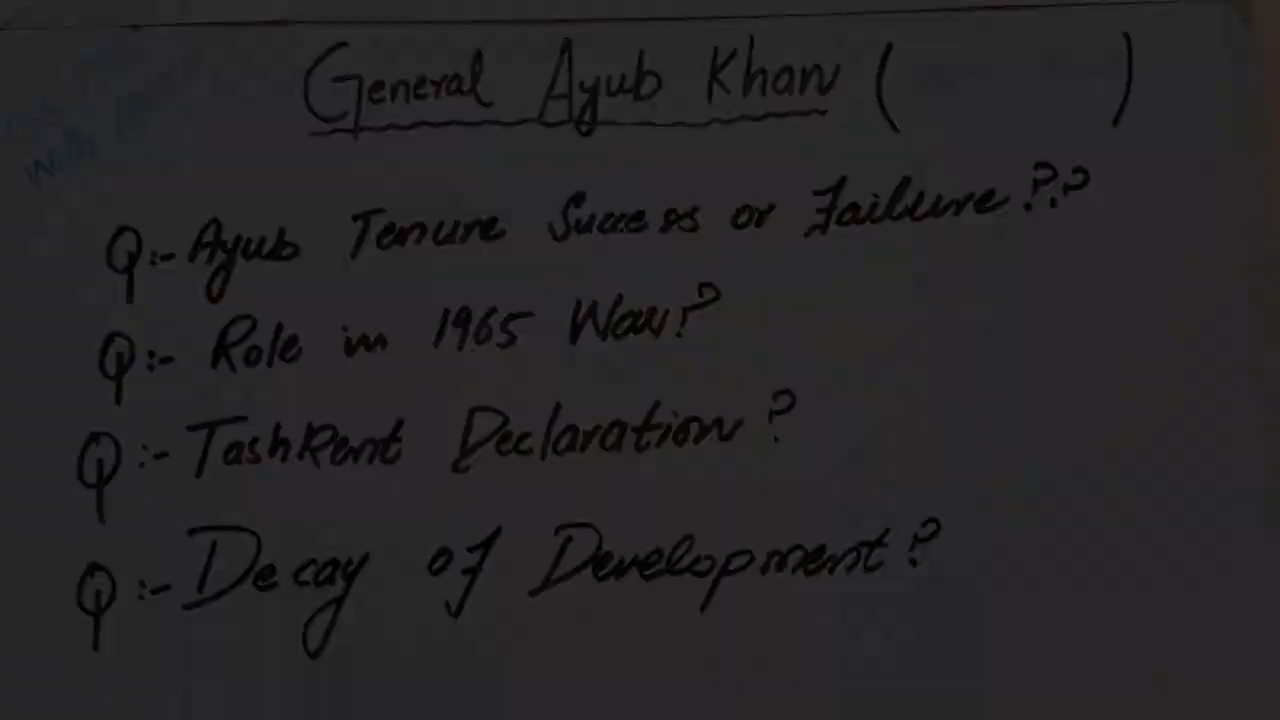 General Ayub Khan (          )
Q:- Ayub Tenure Success or Failure??
Q:- Role in 1965 War?
Q:- Tashkent Declaration?
Q:- Decay of Development?